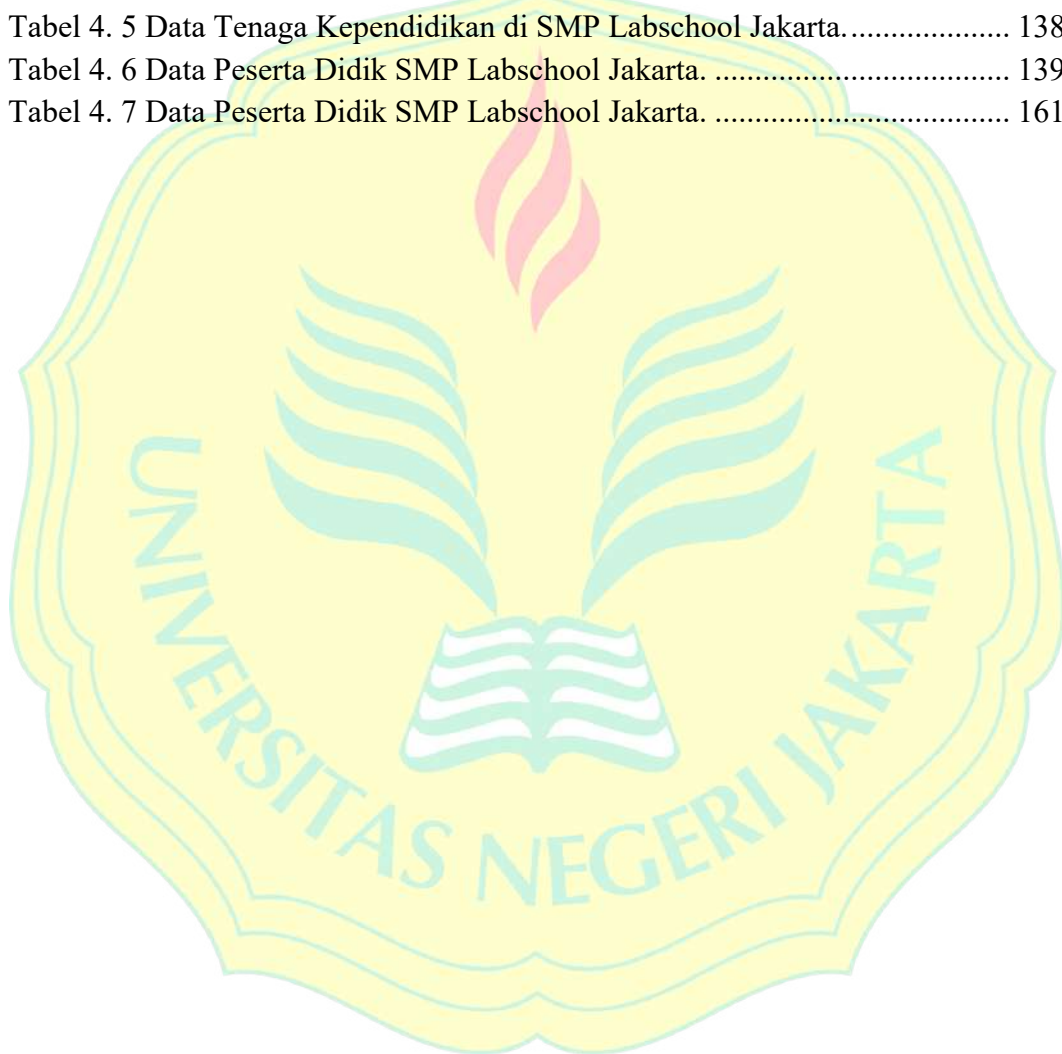 Tabel 4. 5 Data Tenaga Kependidikan di SMP Labschool Jakarta.................... 138
Tabel 4. 6 Data Peserta Didik SMP Labschool Jakarta. .................................... 139
Tabel 4. 7 Data Peserta Didik SMP Labschool Jakarta. .................................... 161
UNIVERSITAS NEGERI JAKARTA